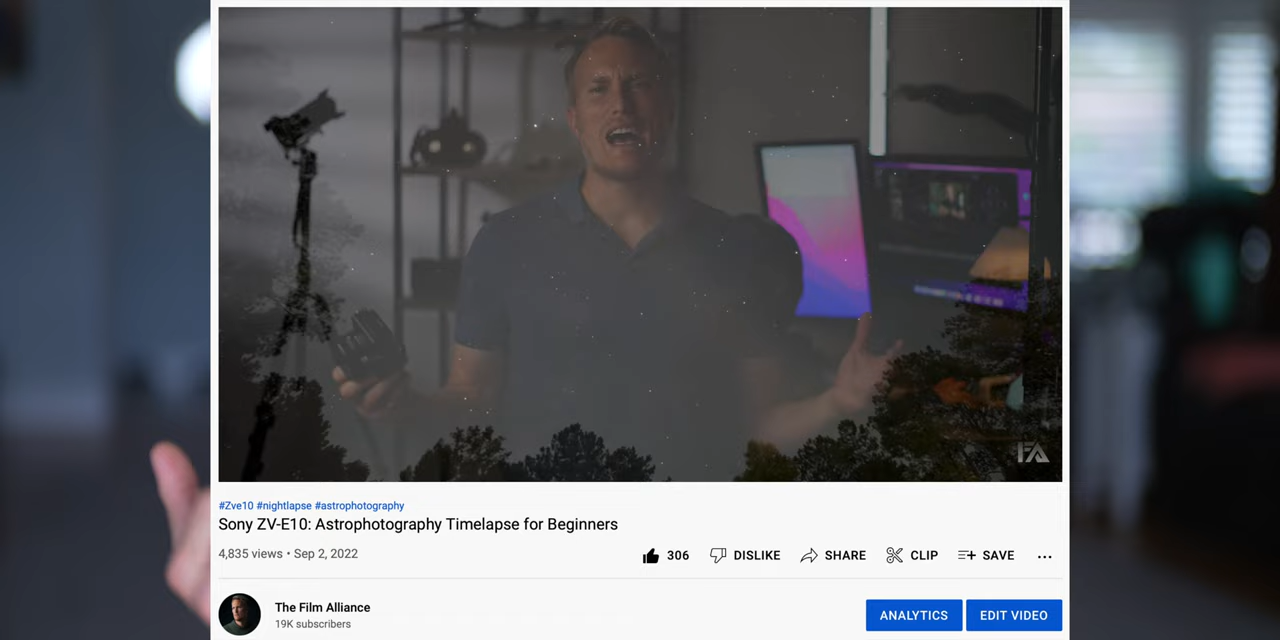 FA
#Zve10 #nightlapse #astrophotography
Sony ZV-E10: Astrophotography Timelapse for Beginners
4,835 views • Sep 2, 2022
306 DISLIKE SHARE CLIP SAVE ...
The Film Alliance
19K subscribers
ANALYTICS EDIT VIDEO